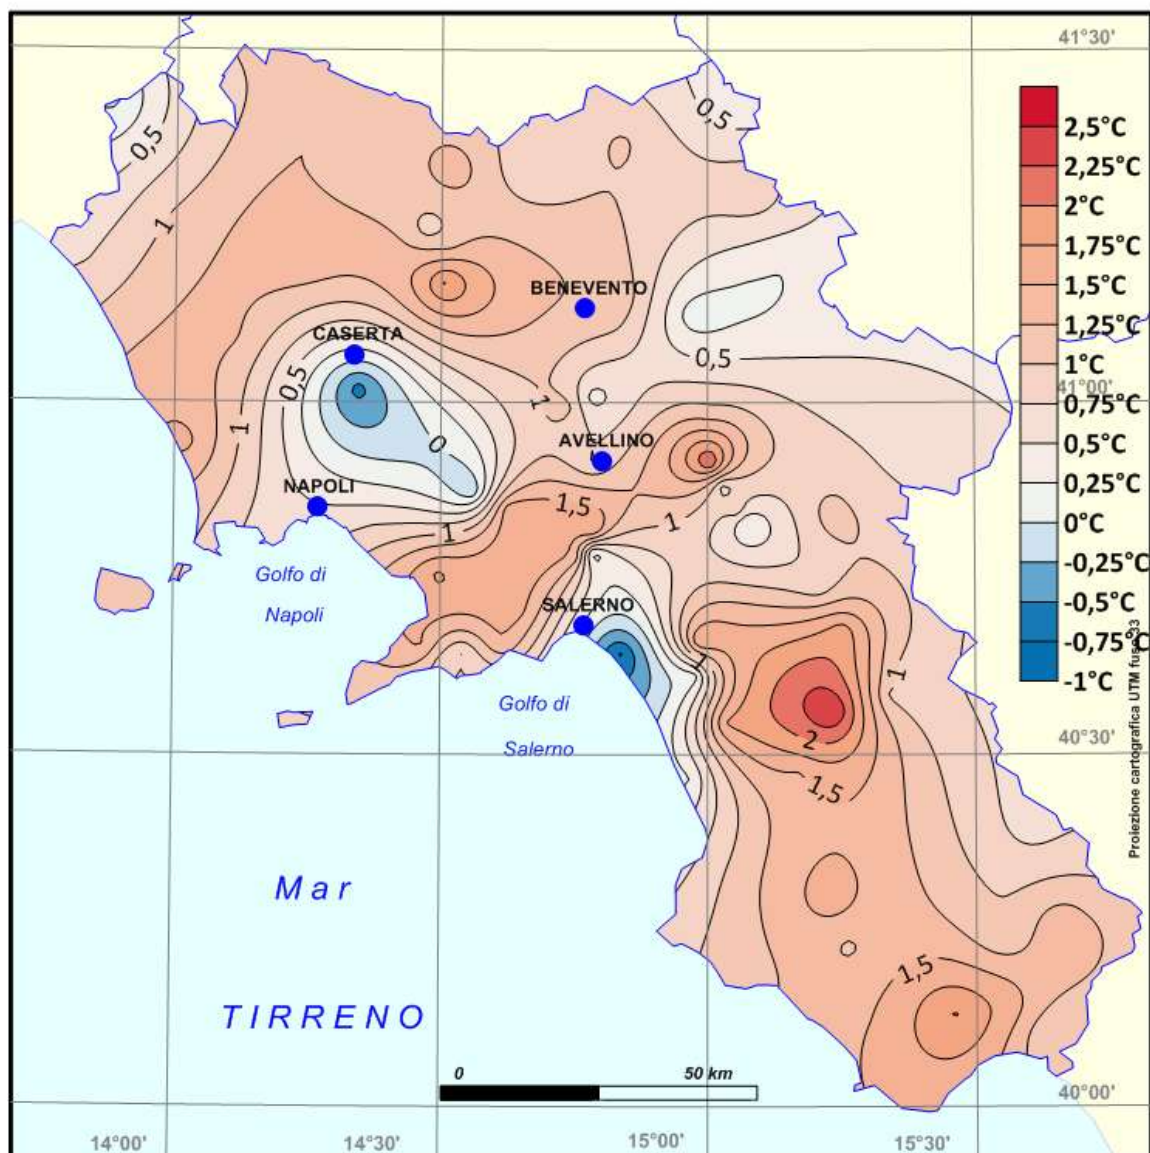 41°30'
0,5
0,5
2,5°C
2,25°C
2°C
1,75°C
1,5°C
1,25°C
1°C
0,75°C
0,5°C
0,25°C
0°C
-0,25°C
-0,5°C
-0,75°C
-1°C
1
BENEVENTO
CASERTA
0,5
0,5
41°00'
1
1
0
AVELLINO
NAPOLI
1,5
1
1
Golfo di
Napoli
SALERNO
1
1
Golfo di
Salerno
2
40°30'
1,5
Proiezione cartografica UTM fuso 33
Mar
TIRRENO
1,5
0
50 km
40°00'
14°00'
14°30'
15°00'
15°30'